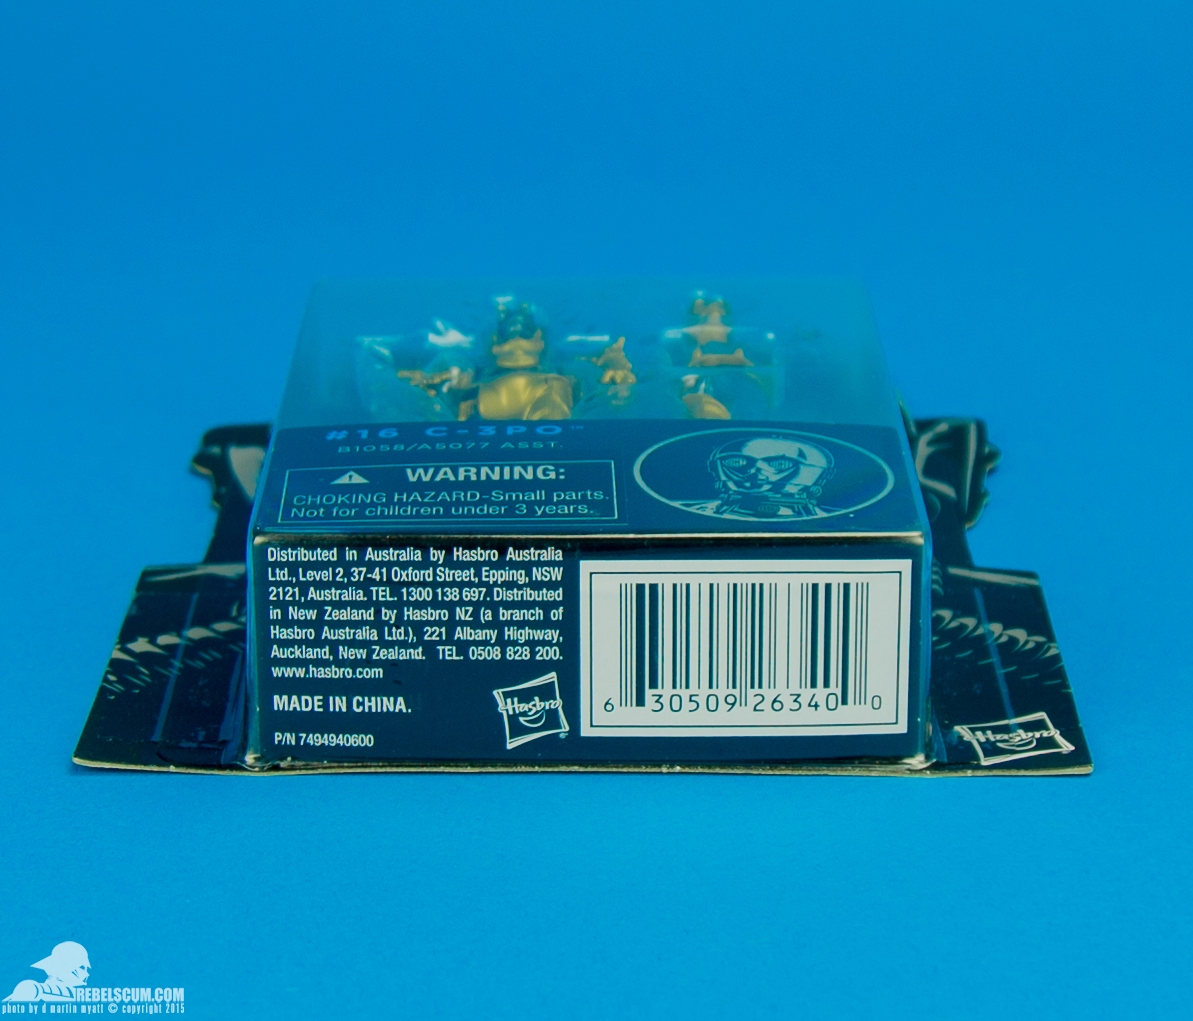 #16 C-3PO™
B1058/A5077 ASST.
WARNING:
CHOKING HAZARD-Small parts.
Not for children under 3 years.
Distributed in Australia by Hasbro Australia
Ltd., Level 2, 37-41 Oxford Street, Epping, NSW
2121, Australia. TEL. 1300 138 697. Distributed
in New Zealand by Hasbro NZ (a branch of
Hasbro Australia Ltd.), 221 Albany Highway,
Auckland, New Zealand. TEL. 0508 828 200.
www.hasbro.com
MADE IN CHINA.
P/N 7494940600
Hasbro
6 30509 26340 0
Hasbro
REBELSCUM.COM
photo by d martin myatt © copyright 2015